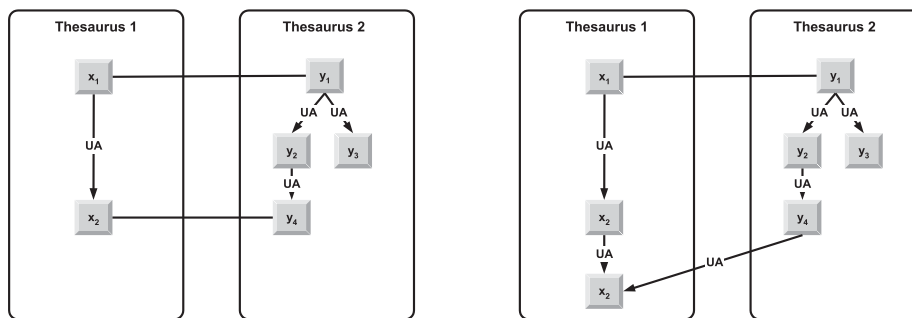 Thesaurus 1
Thesaurus 2
x₁
y₁
UA
UA
UA
y₂
y₃
UA
x₂
y₄
Thesaurus 1
Thesaurus 2
x₁
y₁
UA
UA
UA
y₂
y₃
UA
x₂
y₄
UA
UA
x₂